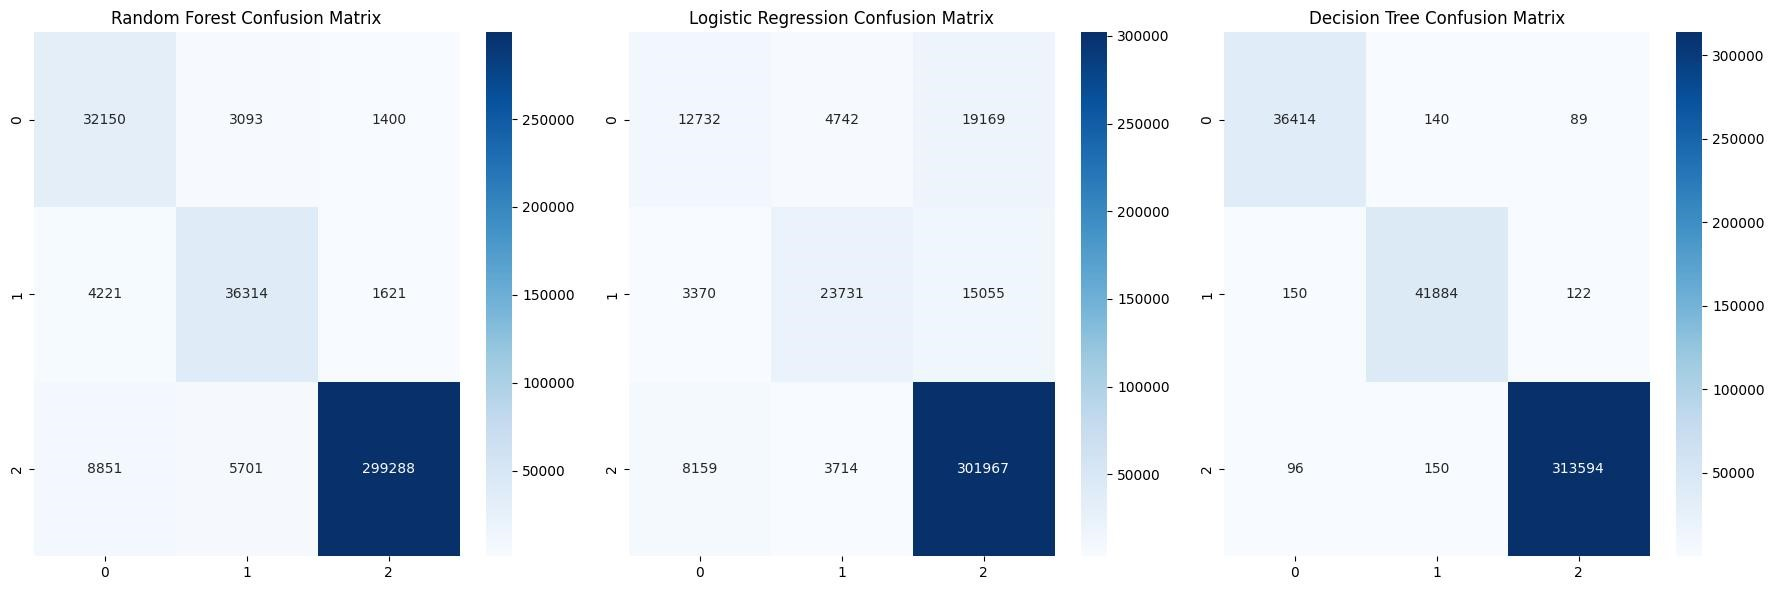 Random Forest Confusion Matrix
0 32150 3093 1400
1 4221 36314 1621
2 8851 5701 299288
0 1 2
250000
200000
150000
100000
50000
Logistic Regression Confusion Matrix
0 12732 4742 19169
1 3370 23731 15055
2 8159 3714 301967
0 1 2
300000
250000
200000
150000
100000
50000
Decision Tree Confusion Matrix
0 36414 140 89
1 150 41884 122
2 96 150 313594
0 1 2
300000
250000
200000
150000
100000
50000